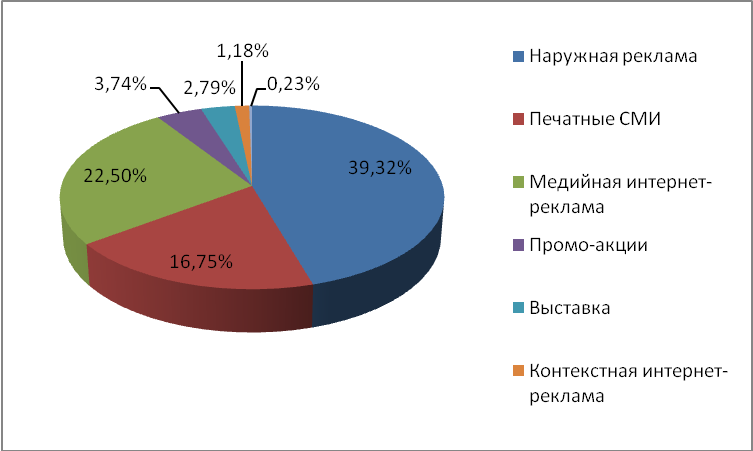 1,18%
3,74%
2,79%
0,23%
39,32%
22,50%
16,75%
Наружная реклама
Печатные СМИ
Медийная интернет-
реклама
Промо-акции
Выставка
Контекстная интернет-
реклама